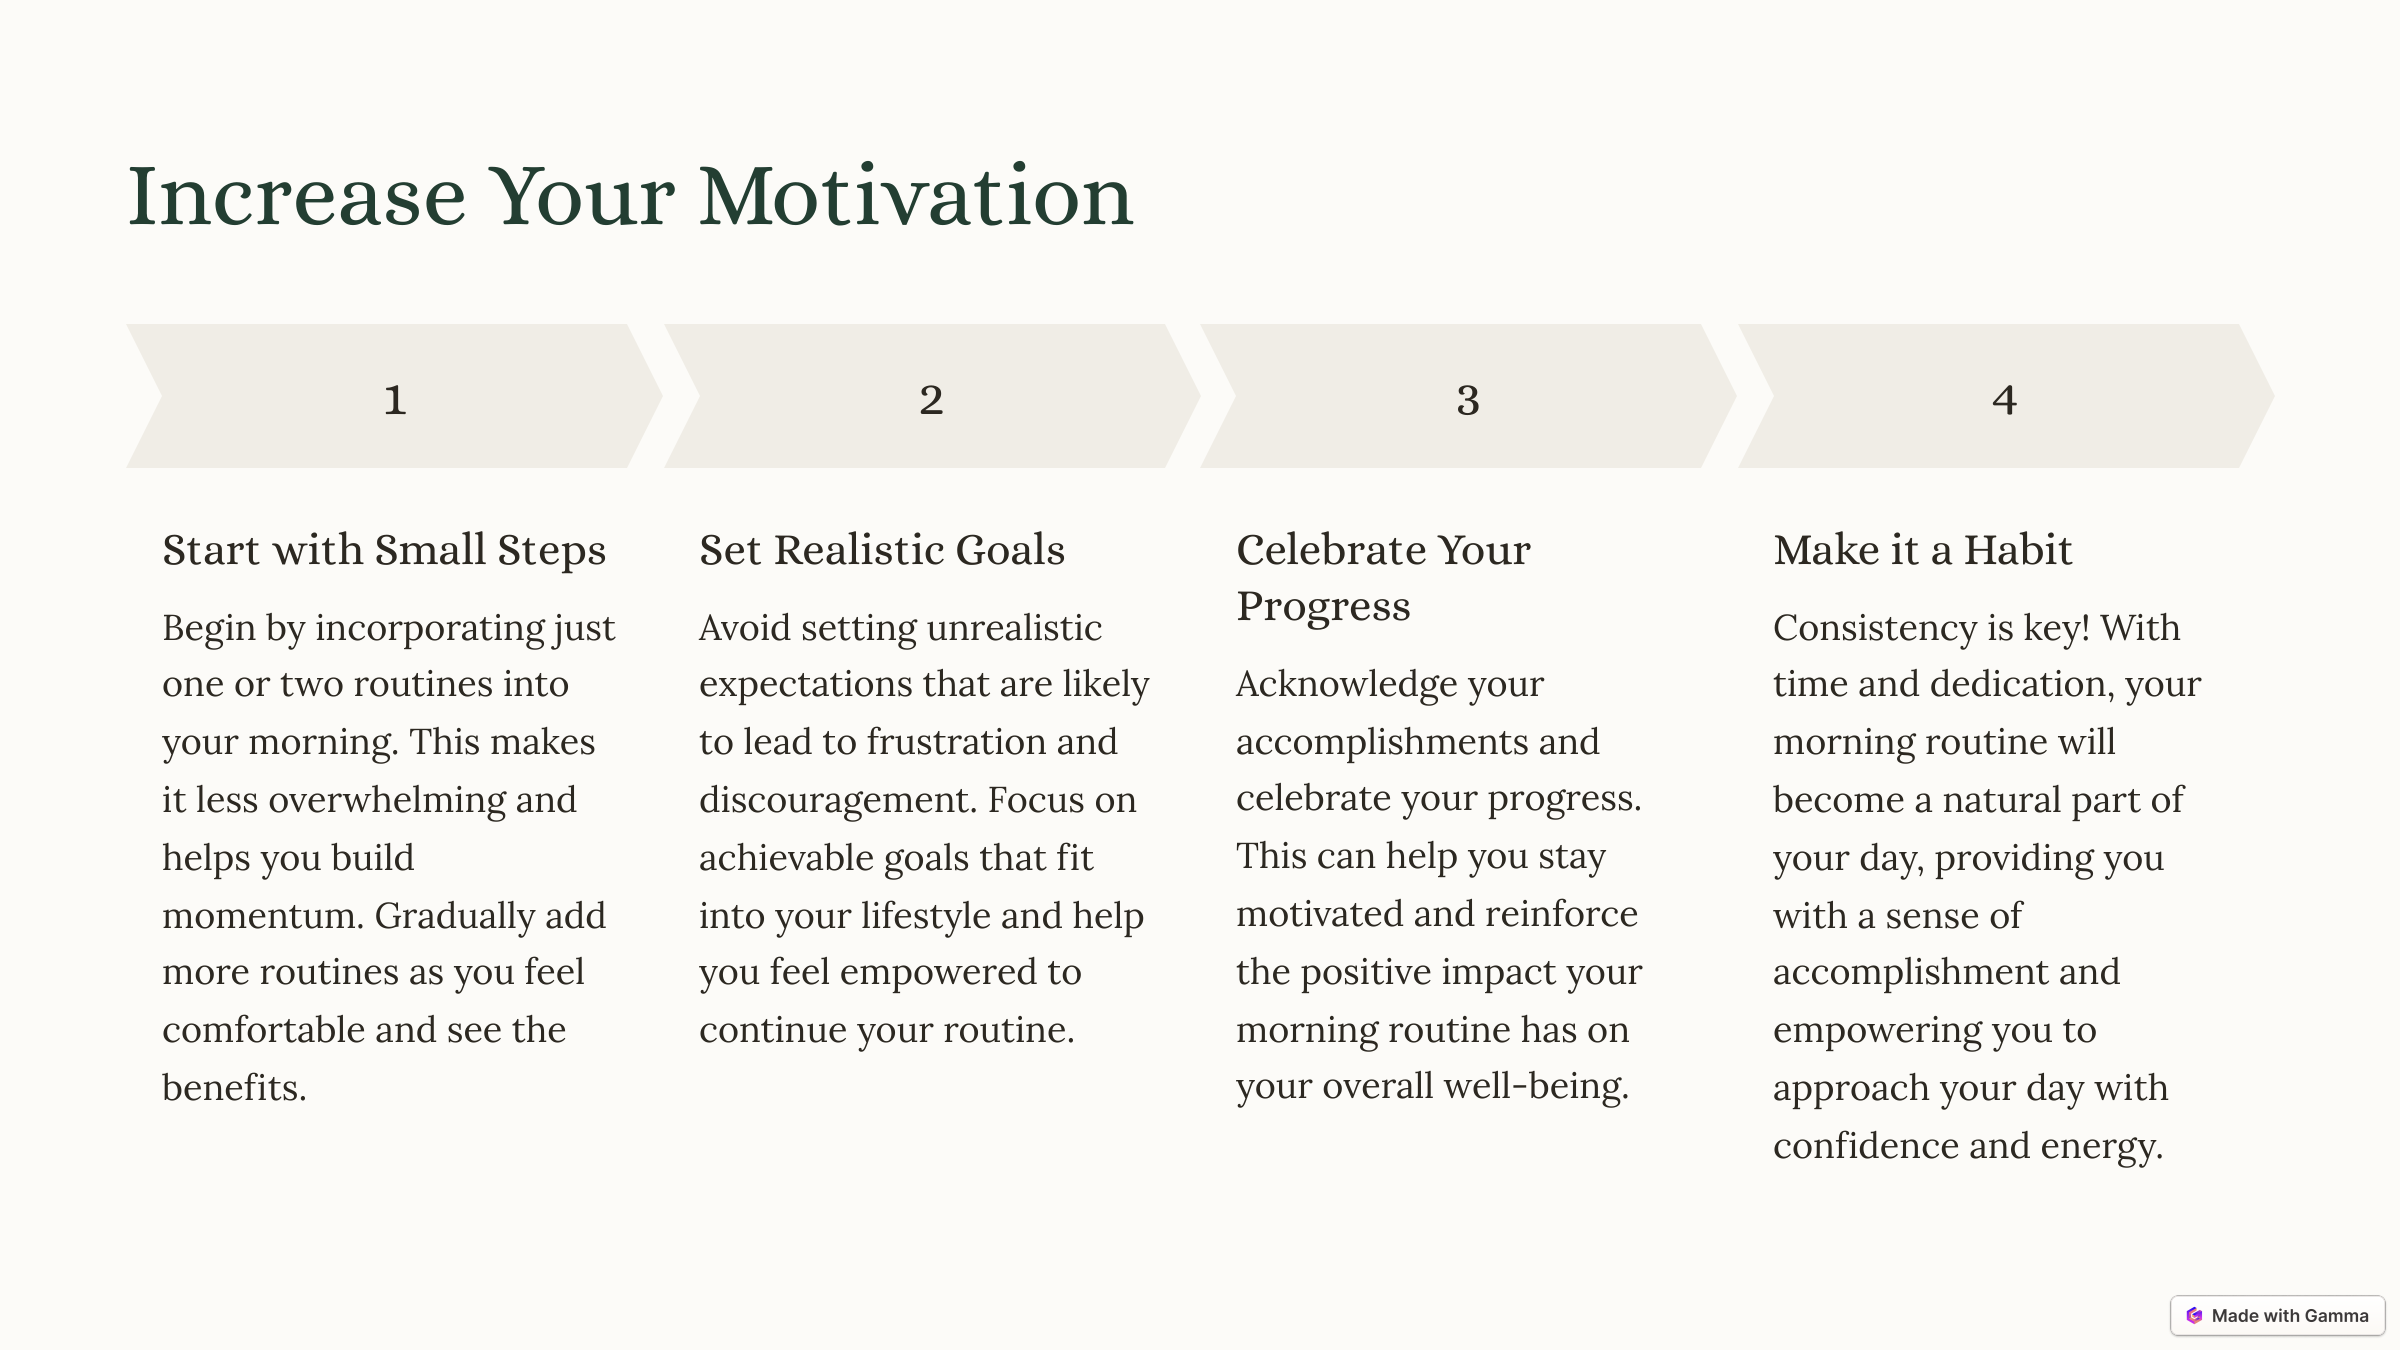 Increase Your Motivation
1
2
3
4
Start with Small Steps
Begin by incorporating just
one or two routines into
your morning. This makes
it less overwhelming and
helps you build
momentum. Gradually add
more routines as you feel
comfortable and see the
benefits.
Set Realistic Goals
Avoid setting unrealistic
expectations that are likely
to lead to frustration and
discouragement. Focus on
achievable goals that fit
into your lifestyle and help
you feel empowered to
continue your routine.
Celebrate Your
Progress
Acknowledge your
accomplishments and
celebrate your progress.
This can help you stay
motivated and reinforce
the positive impact your
morning routine has on
your overall well-being.
Make it a Habit
Consistency is key! With
time and dedication, your
morning routine will
become a natural part of
your day, providing you
with a sense of
accomplishment and
empowering you to
approach your day with
confidence and energy.
Made with Gamma